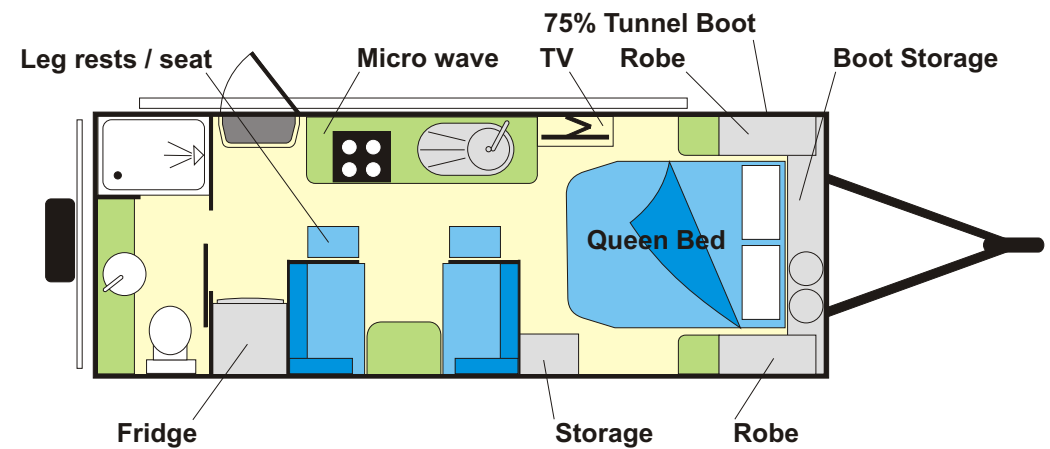 75% Tunnel Boot
Leg rests / seat
Micro wave
TV
Robe
Boot Storage
Queen Bed
Fridge
Storage
Robe